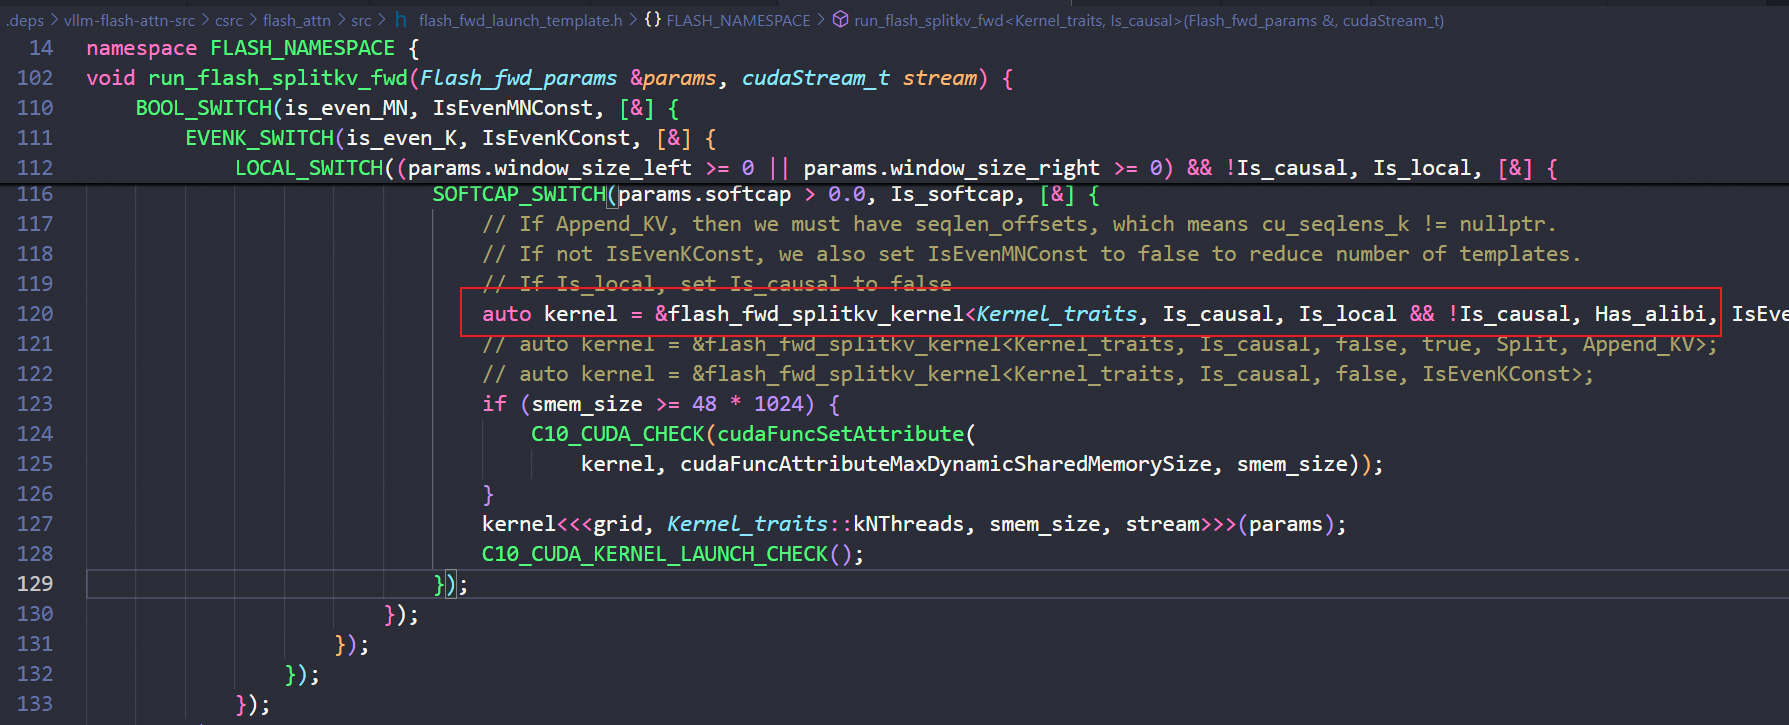 .deps > vllm-flash-attn-src > csrc > flash_attn > src > h flash_fwd_launch_template.h > {} FLASH_NAMESPACE > run_flash_splitkv_fwd<Kernel_traits, Is_causal>(Flash_fwd_params &, cudaStream_t)
14 namespace FLASH_NAMESPACE {
102 void run_flash_splitkv_fwd(Flash_fwd_params &params, cudaStream_t stream) {
110 BOOL_SWITCH(is_even_MN, IsEvenMNConst, [&] {
111 EVENK_SWITCH(is_even_K, IsEvenKConst, [&] {
112 LOCAL_SWITCH((params.window_size_left >= 0 || params.window_size_right >= 0) && !Is_causal, Is_local, [&] {
116 SOFTCAP_SWITCH(params.softcap > 0.0, Is_softcap, [&] {
117 // If Append_KV, then we must have seqlen_offsets, which means cu_seqlens_k != nullptr.
118 // If not IsEvenKConst, we also set IsEvenMNConst to false to reduce number of templates.
119 // If Is_local, set Is_causal to false
120 auto kernel = &flash_fwd_splitkv_kernel<Kernel_traits, Is_causal, Is_local && !Is_causal, Has_alibi, IsEve
121 // auto kernel = &flash_fwd_splitkv_kernel<Kernel_traits, Is_causal, false, true, Split, Append_KV>;
122 // auto kernel = &flash_fwd_splitkv_kernel<Kernel_traits, Is_causal, false, IsEvenKConst>;
123 if (smem_size >= 48 * 1024) {
124 C10_CUDA_CHECK(cudaFuncSetAttribute(
125 kernel, cudaFuncAttributeMaxDynamicSharedMemorySize, smem_size));
126 }
127 kernel<<<grid, Kernel_traits::kNThreads, smem_size, stream>>>(params);
128 C10_CUDA_KERNEL_LAUNCH_CHECK();
129 });
130 });
131 });
132 });
133 });